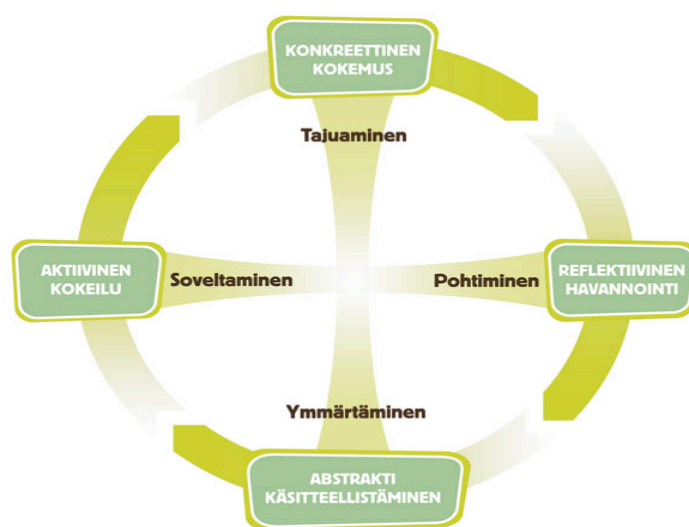 KONKREETTINEN
KOKEMUS
Tajuaminen
AKTIIVINEN
KOKEILU
Soveltaminen
Pohtiminen
REFLEKTIIVINEN
HAVANNOINTI
Ymmärtäminen
ABSTRAKTI
KÄSITTEELLISTÄMINEN